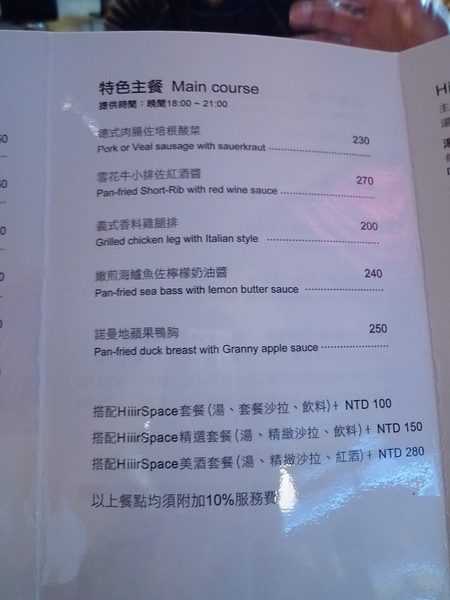 特色主餐 Main course
提供時間：晚間18:00 ~ 21:00
德式肉腸佐培根酸菜
Pork or Veal sausage with sauerkraut 230
雪花牛小排佐紅酒醬
Pan-fried Short-Rib with red wine sauce 270
義式香料雞腿排
Grilled chicken leg with Italian style 200
嫩煎海鱸魚佐檸檬奶油醬
Pan-fried sea bass with lemon butter sauce 240
諾曼地蘋果鴨胸
Pan-fried duck breast with Granny apple sauce 250
搭配HiiirSpace套餐(湯、套餐沙拉、飲料)+ NTD 100
搭配HiiirSpace精選套餐(湯、精緻沙拉、飲料)+ NTD 150
搭配HiiirSpace美酒套餐(湯、精緻沙拉、紅酒)+ NTD 280
以上餐點均須附加10%服務費